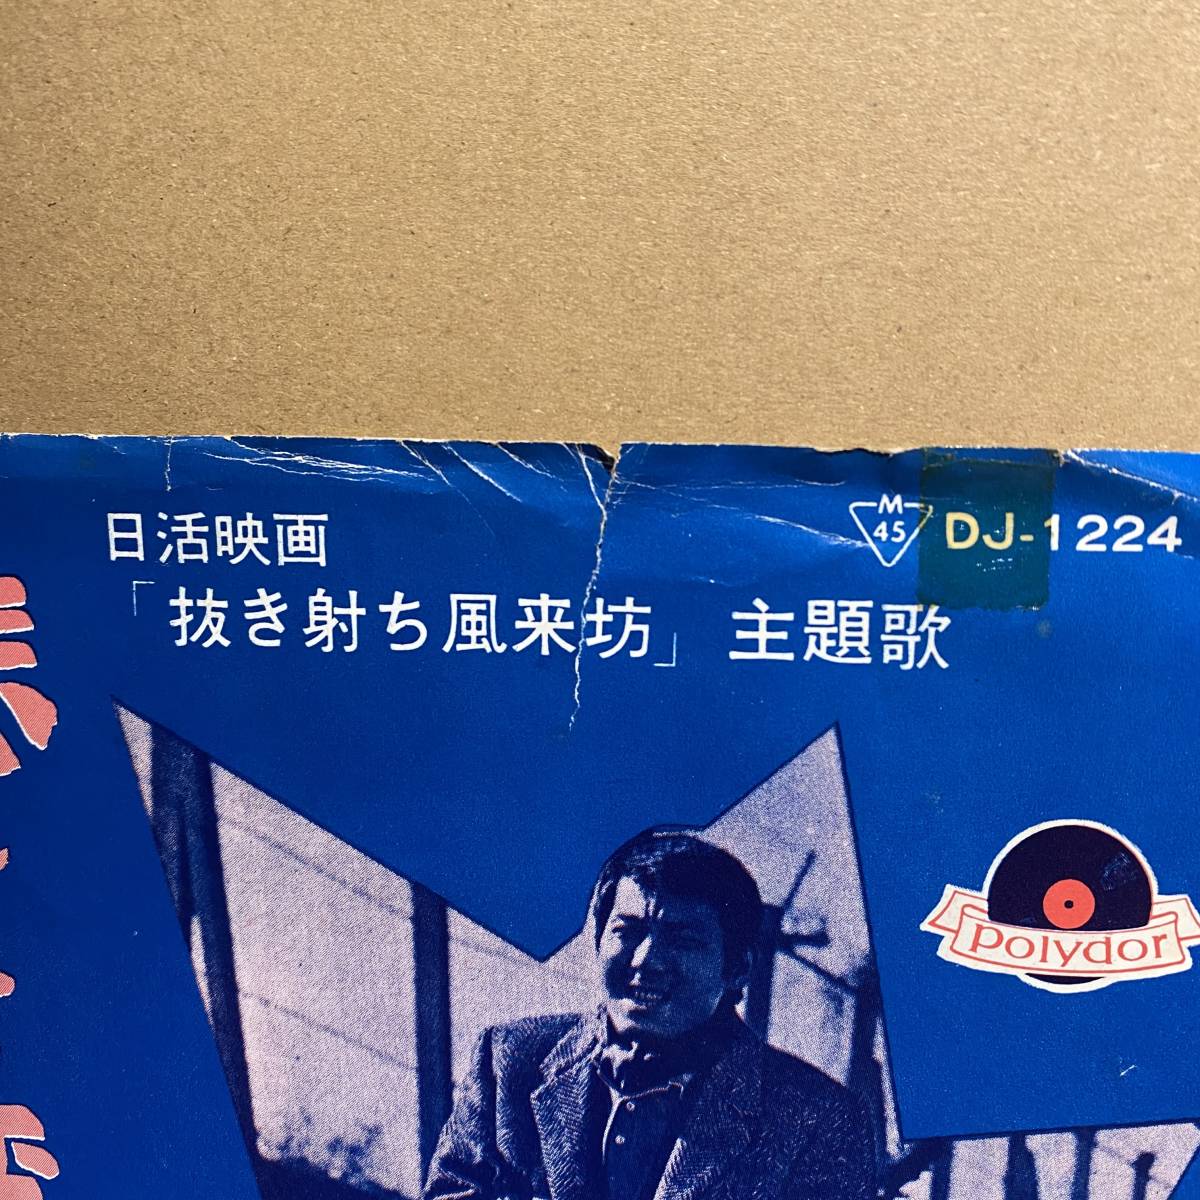 日活映画
「抜き射ち風来坊」主題歌
M
45
DJ-1224
polydor